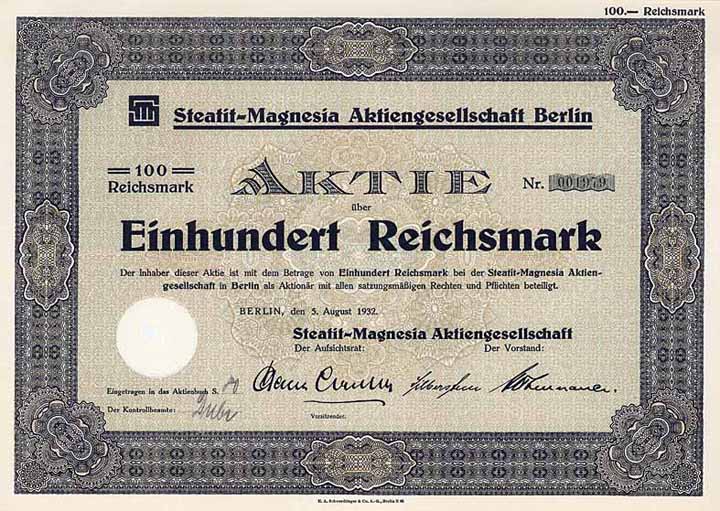 100.— Reichsmark
Steatit-Magnesia Aktiengesellschaft Berlin
100
Reichsmark
AKTIE
Nr. 001979
über
Einhundert Reichsmark
Der Inhaber dieser Aktie ist mit dem Betrage von Einhundert Reichsmark bei der Steatit-Magnesia Aktien-
gesellschaft in Berlin als Aktionär mit allen satzungsmäßigen Rechten und Pflichten beteiligt.
BERLIN, den 5. August 1932.
Steatit-Magnesia Aktiengesellschaft
Der Aufsichtsrat: Der Vorstand:
Eingetragen in das Aktienbuch S.
Der Kontrollbeamte:
Vorsitzender.